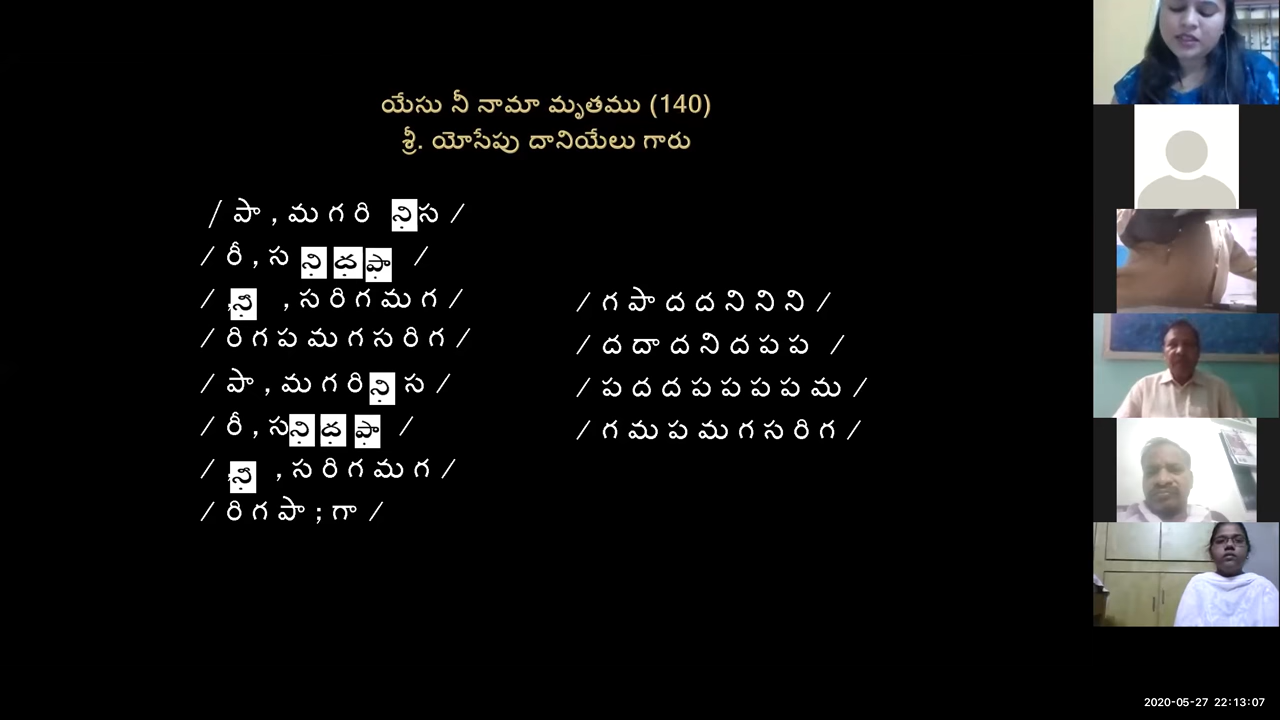 యేసు నీ నామా మృతము (140)
శ్రీ. యోసేపు దానియేలు గారు
/ పా , మ గ రి ని̣ స /
/ రీ , స ని̣ ద̣ పా̣ /
/ ,నీ̣ , స రి గ మ గ /
/ రి గ ప మ గ స రి గ /
/ పా , మ గ రి ని̣ స /
/ రీ , స ని̣ ద̣ పా̣ /
/ ,నీ̣ , స రి గ మ గ /
/ రి గ పా ; గా /
/ గ పా ద ద ని ని ని /
/ ద దా ద ని ద ప ప /
/ ప ద ద ప ప ప ప మ /
/ గ మ ప మ గ స రి గ /
2020-05-27 22:13:07